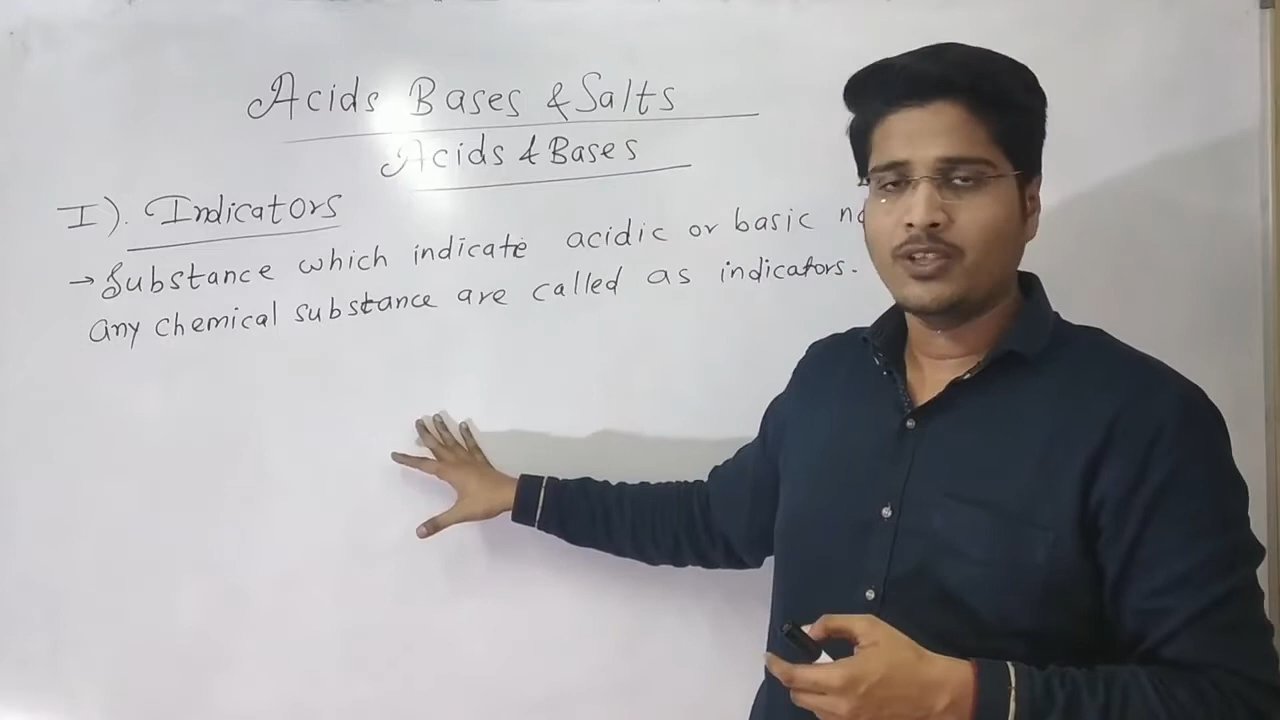 Acids Bases & Salts
Acids & Bases
I). Indicators
→ Substance which indicate acidic or basic
any chemical substance are called as indicators.